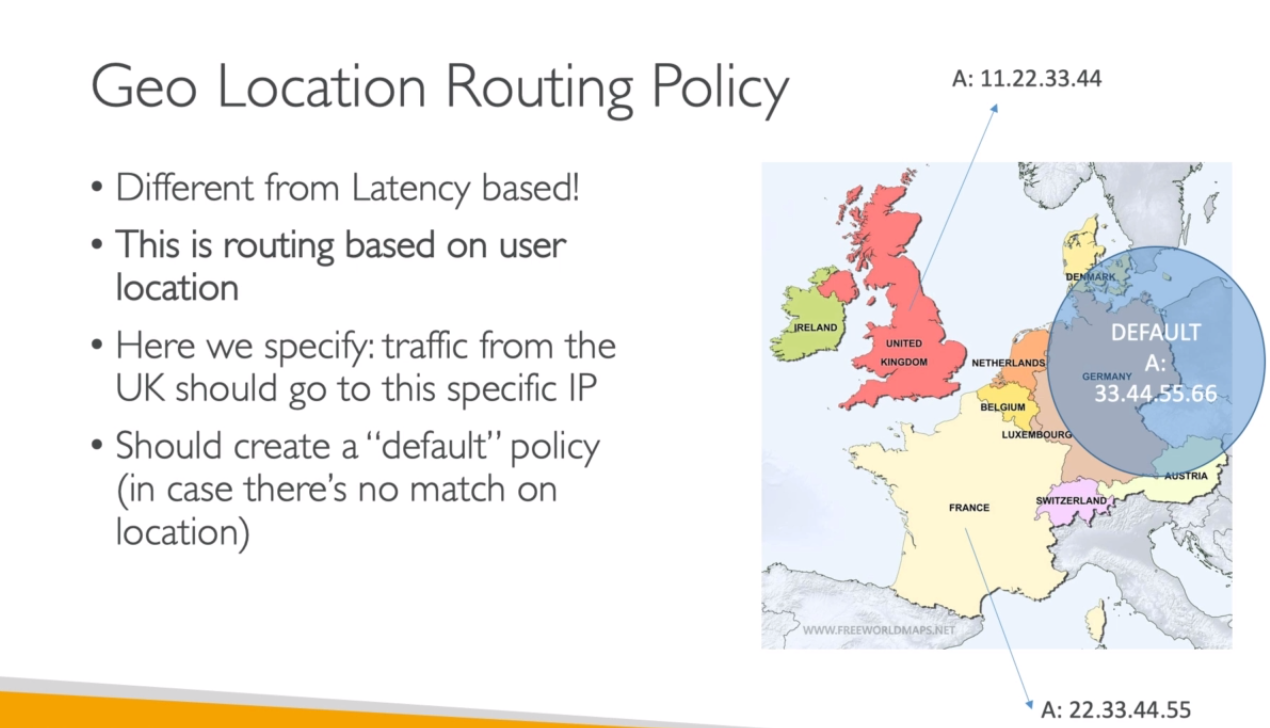 Geo Location Routing Policy
• Different from Latency based!
• This is routing based on user
location
• Here we specify: traffic from the
UK should go to this specific IP
• Should create a “default” policy
(in case there’s no match on
location)
A: 11.22.33.44
DENMARK
IRELAND
UNITED
KINGDOM
NETHERLANDS
GERMANY
DEFAULT
A:
33.44.55.66
BELGIUM
LUXEMBOURG
AUSTRIA
SWITZERLAND
FRANCE
WWW.FREEWORLDMAPS.NET
A: 22.33.44.55